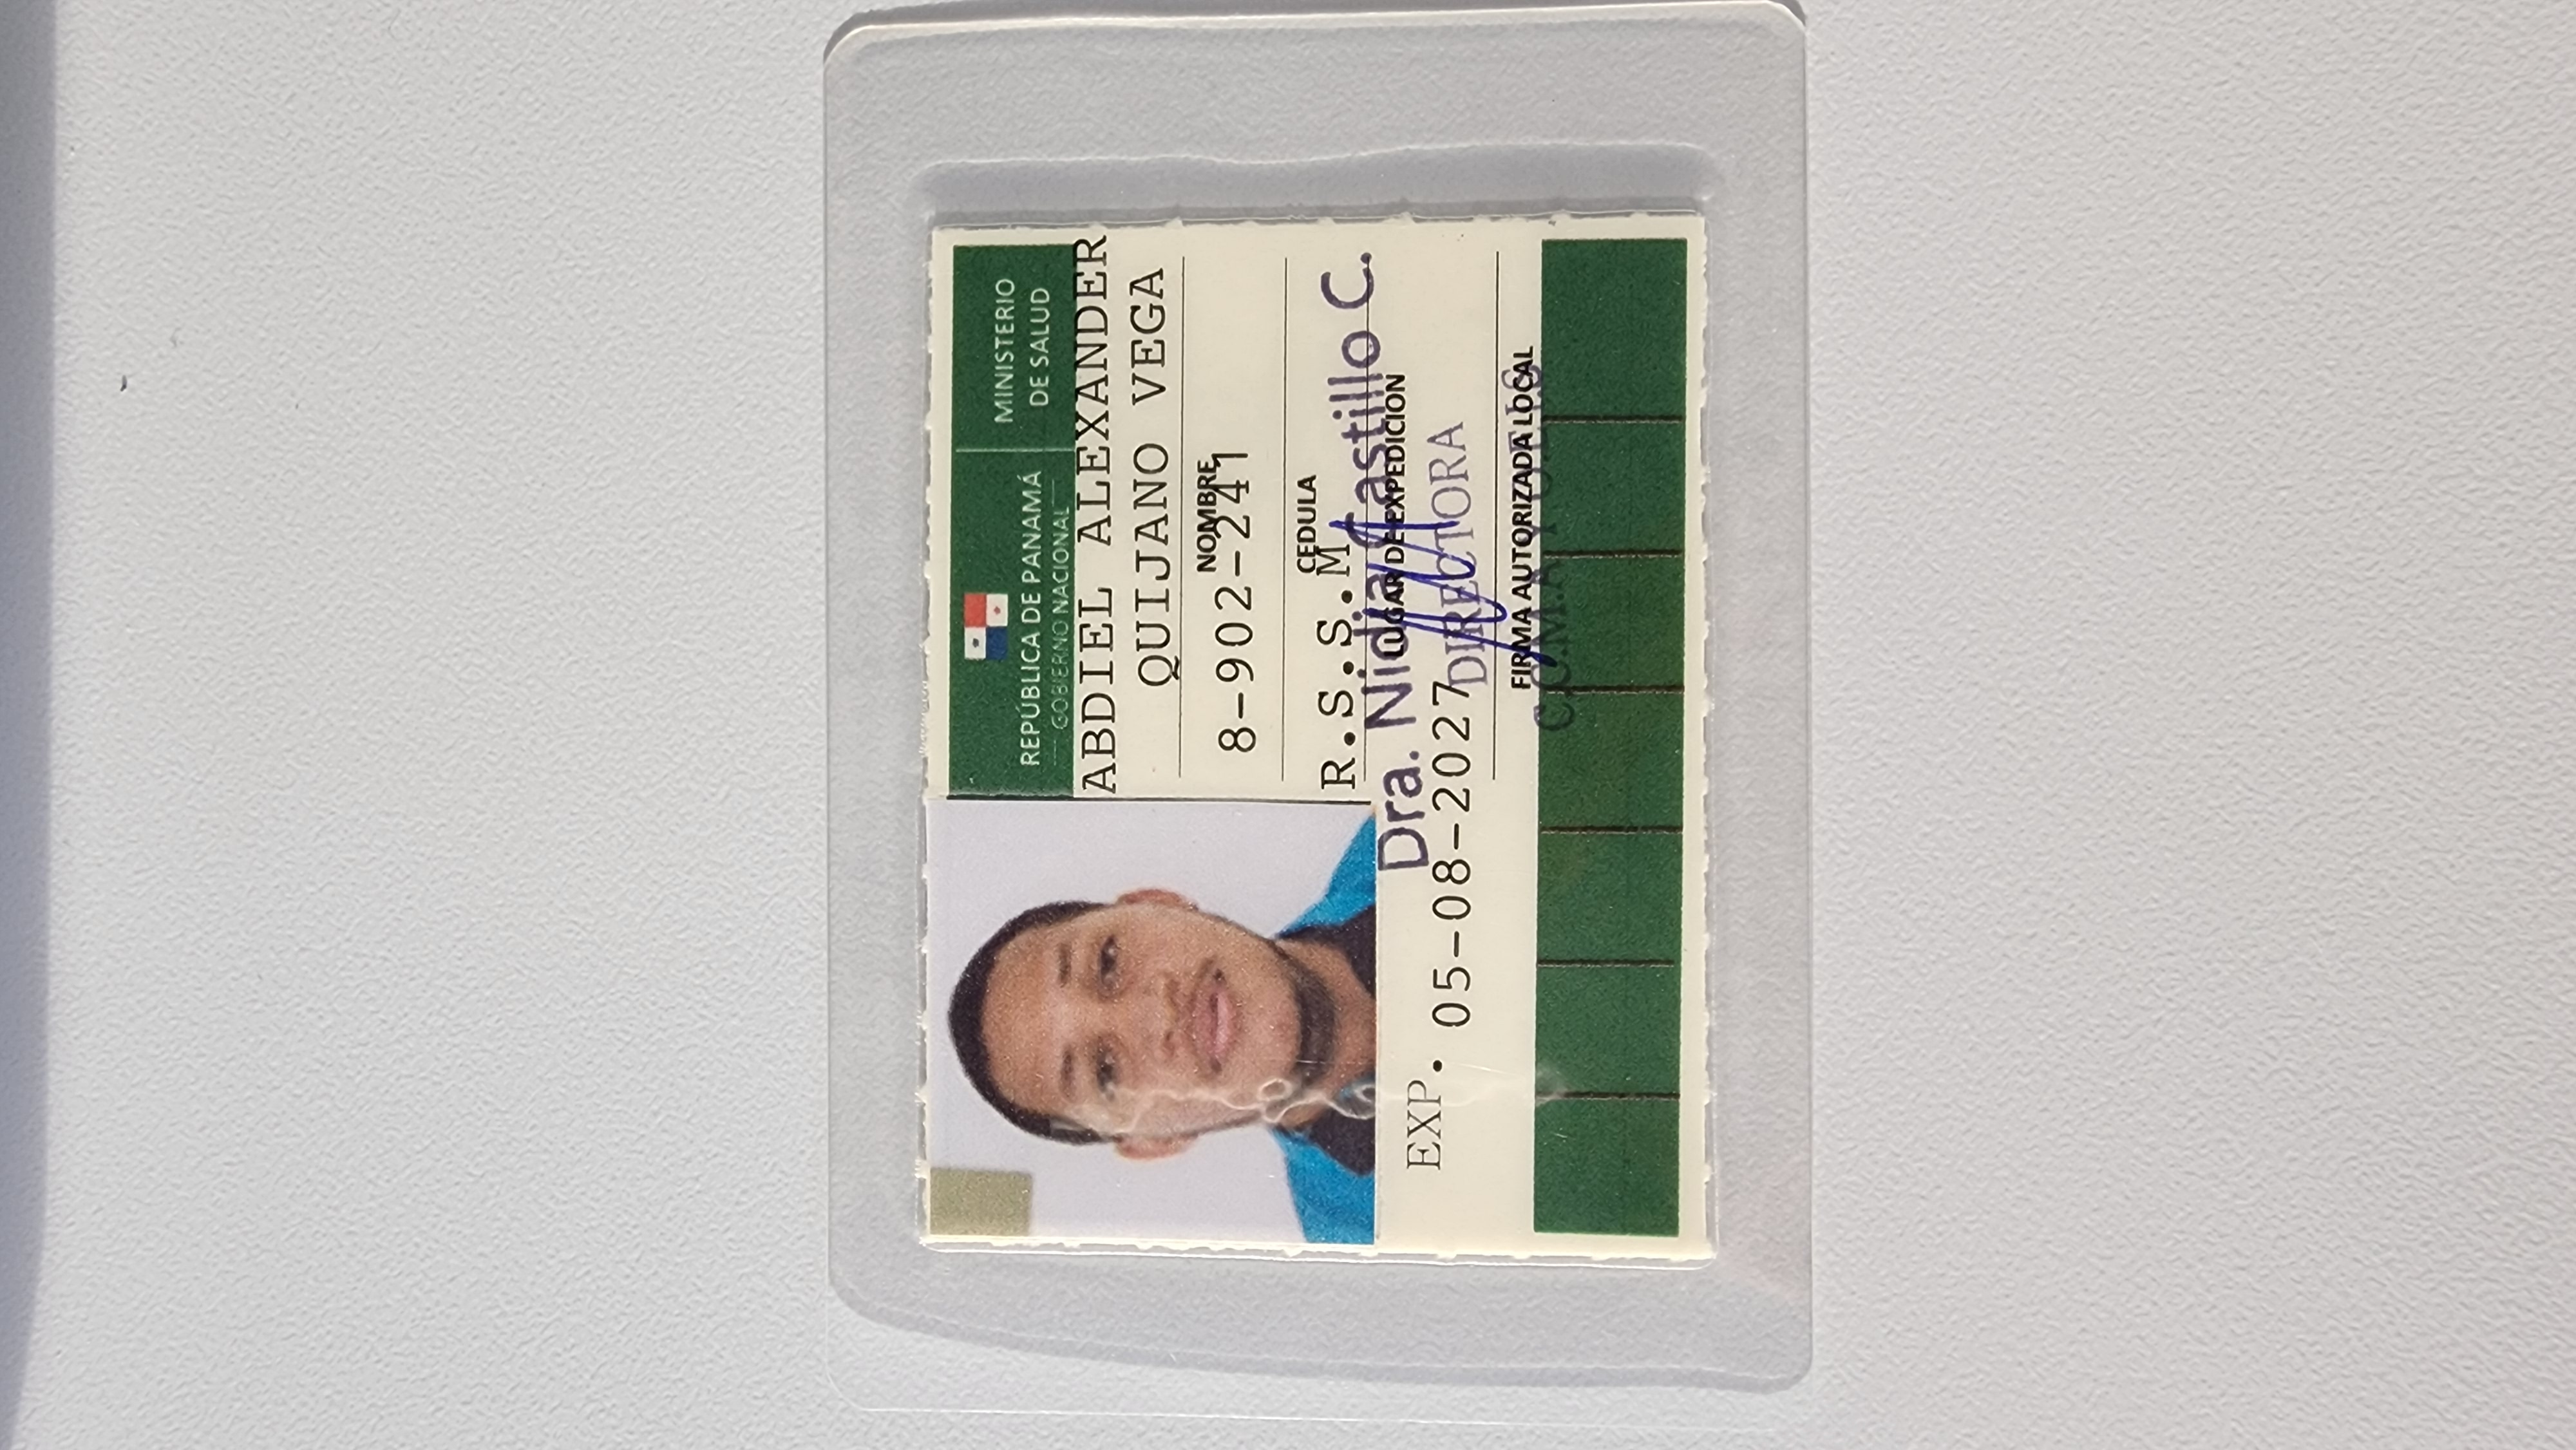 REPÚBLICA DE PANAMÁ
GOBIERNO NACIONAL
MINISTERIO
DE SALUD
ABDIEL ALEXANDER
QUIJANO VEGA
NOMBRE
8-902-241
CEDULA
R.S.S.M
Dra. Nidia Castillo C.
LUGAR DE EXPEDICION
EXP. 05-08-2027
DIRECTORA
FIRMA AUTORIZADA LOCAL